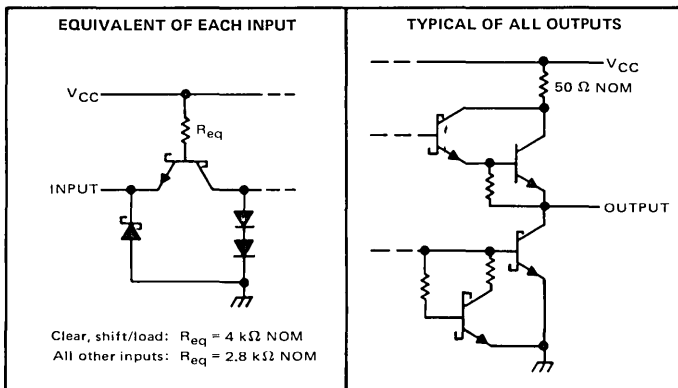 EQUIVALENT OF EACH INPUT
VCC
Req
INPUT
Clear, shift/load: Req = 4 kΩ NOM
All other inputs: Req = 2.8 kΩ NOM
TYPICAL OF ALL OUTPUTS
VCC
50 Ω NOM
OUTPUT